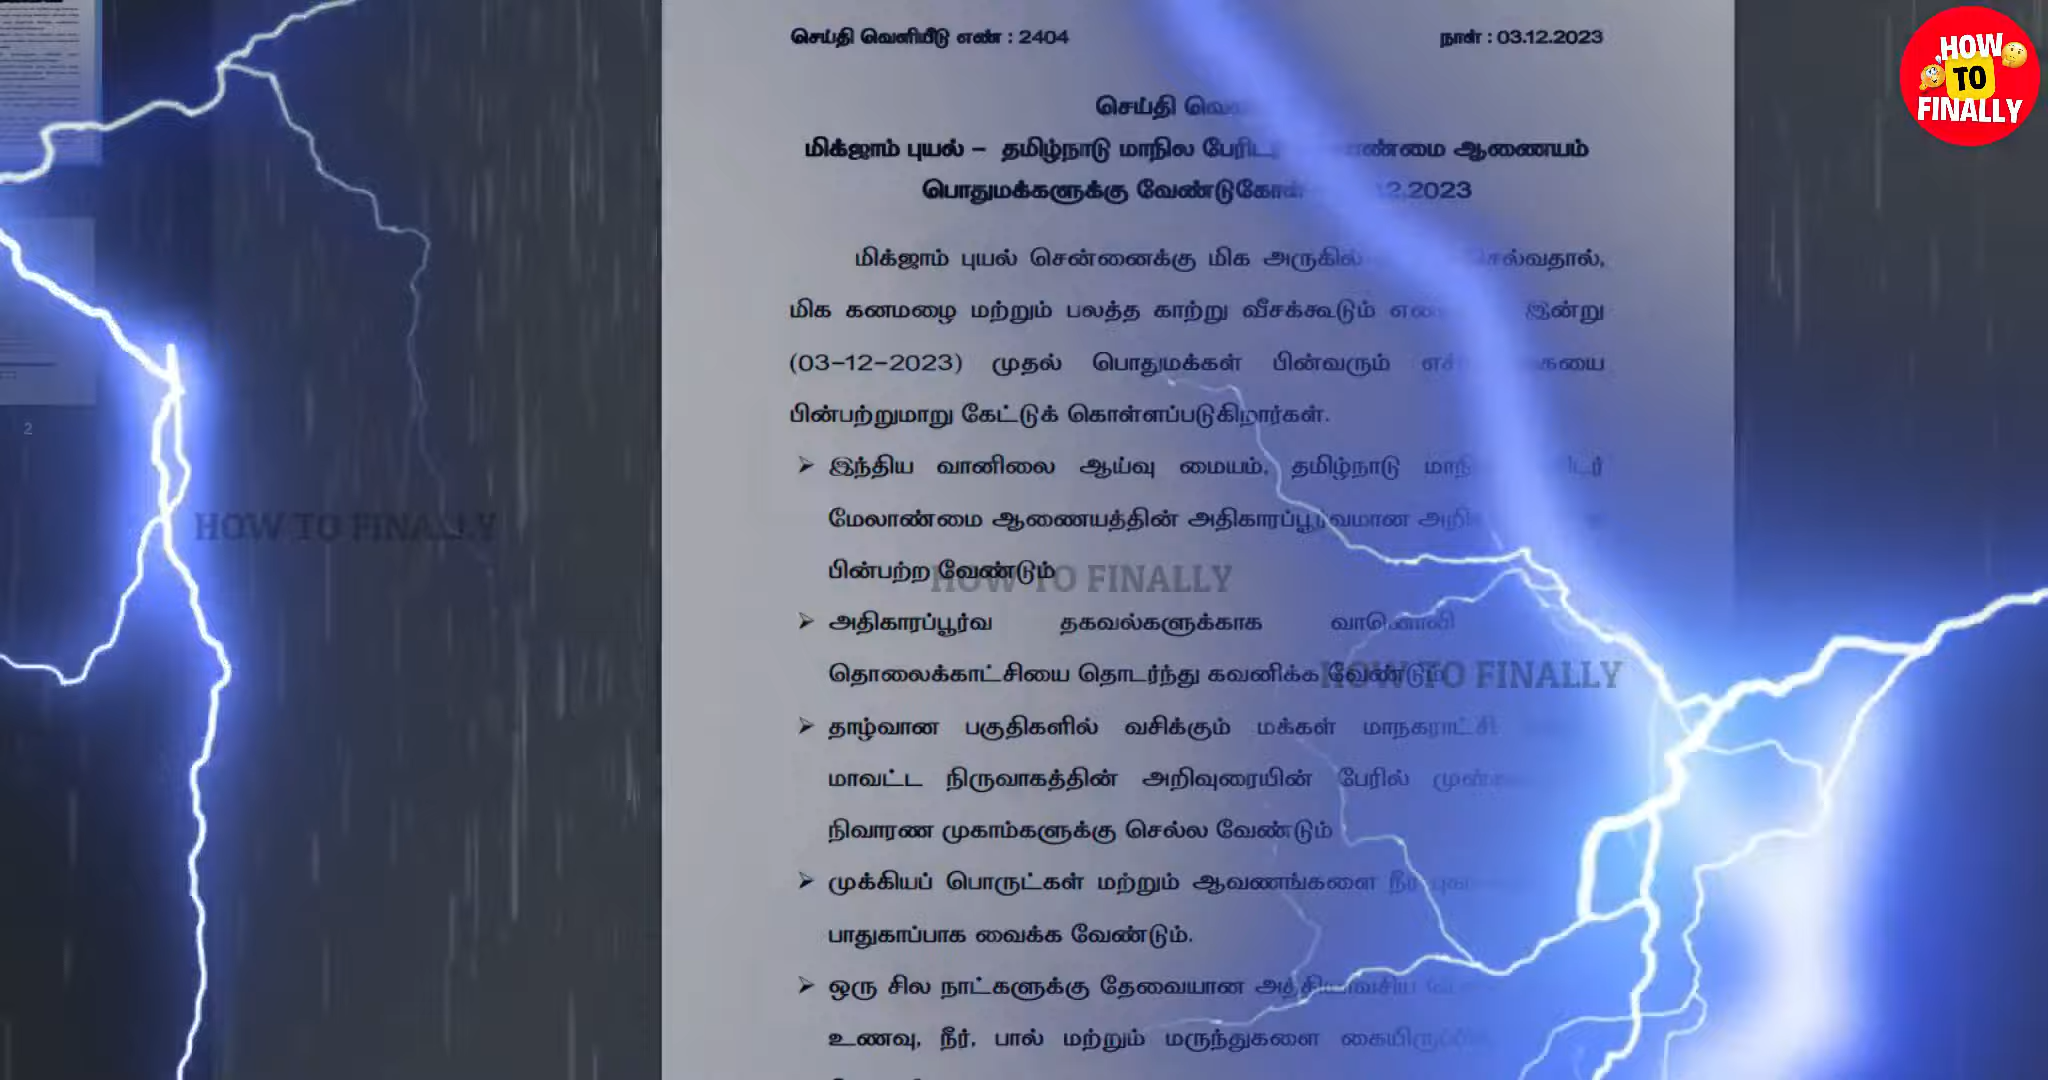 செய்தி வெளியீடு எண் : 2404
நாள் : 03.12.2023
HOW
TO
FINALLY
செய்தி
மிக்ஜாம் புயல் – தமிழ்நாடு மாநில ஆணையம்
பொதுமக்களுக்கு 2023
மிக்ஜாம் புயல் சென்னைக்கு மிக அருகில்
மிக கனமழை மற்றும் பலத்த காற்று வீசக்கூடும் இன்று
(03-12-2023) முதல் பொதுமக்கள் பின்வரும்
பின்பற்றுமாறு கேட்டுக் கொள்ளப்படுகிறார்கள்.
➢ இந்திய வானிலை ஆய்வு மையம், தமிழ்நாடு
மேலாண்மை ஆணையத்தின் அதிகாரப்பூர்வமான
பின்பற்ற வேண்டும்
➢ அதிகாரப்பூர்வ தகவல்களுக்காக
தொலைக்காட்சியை தொடர்ந்து கவனிக்க வேண்டும்
➢ தாழ்வான பகுதிகளில் வசிக்கும் மக்கள்
மாவட்ட நிருவாகத்தின் அறிவுரையின் பேரில்
நிவாரண முகாம்களுக்கு செல்ல வேண்டும்
➢ முக்கியப் பொருட்கள் மற்றும் ஆவணங்களை
பாதுகாப்பாக வைக்க வேண்டும்.
➢ ஒரு சில நாட்களுக்கு தேவையான
உணவு, நீர், பால் மற்றும் மருந்துகளை
HOW TO FINALLY
HOW TO FINALLY
HOW TO FINALLY
2